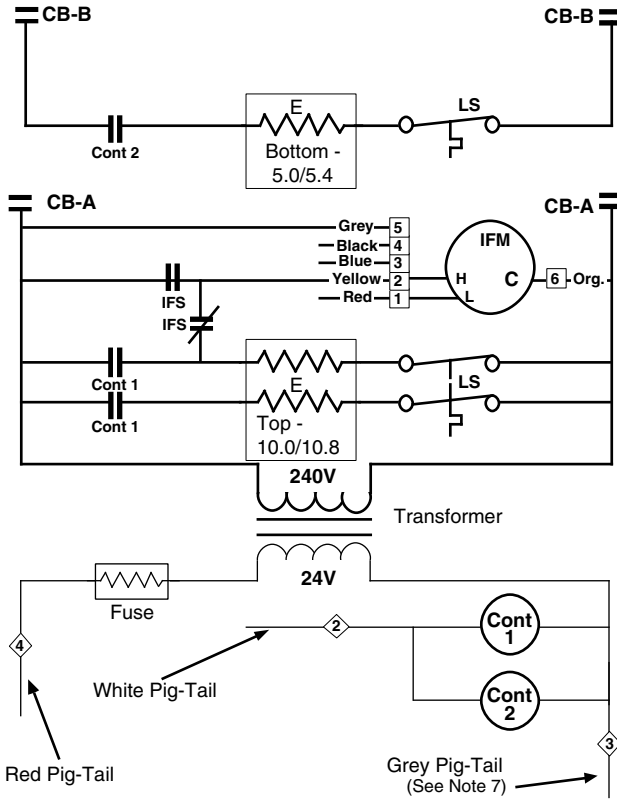 CB-B
CB-B
LS
E
Cont 2
Bottom -
5.0/5.4
CB-A
CB-A
Grey 5
Black 4
Blue 3
Yellow 2
Red 1
IFM
H
C
L
6 Org.
IFS
IFS
Cont 1
LS
E
Cont 1
Top -
10.0/10.8
240V
Transformer
24V
Fuse
2
Cont
1
4
White Pig-Tail
Cont
2
3
Red Pig-Tail
Grey Pig-Tail
(See Note 7)